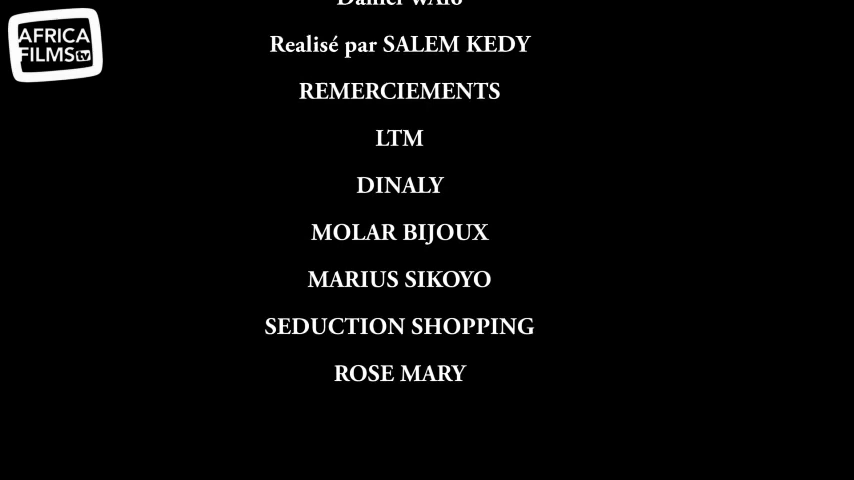 AFRICA
FILMS tv
Realisé par SALEM KEDY
REMERCIEMENTS
LTM
DINALY
MOLAR BIJOUX
MARIUS SIKOYO
SEDUCTION SHOPPING
ROSE MARY